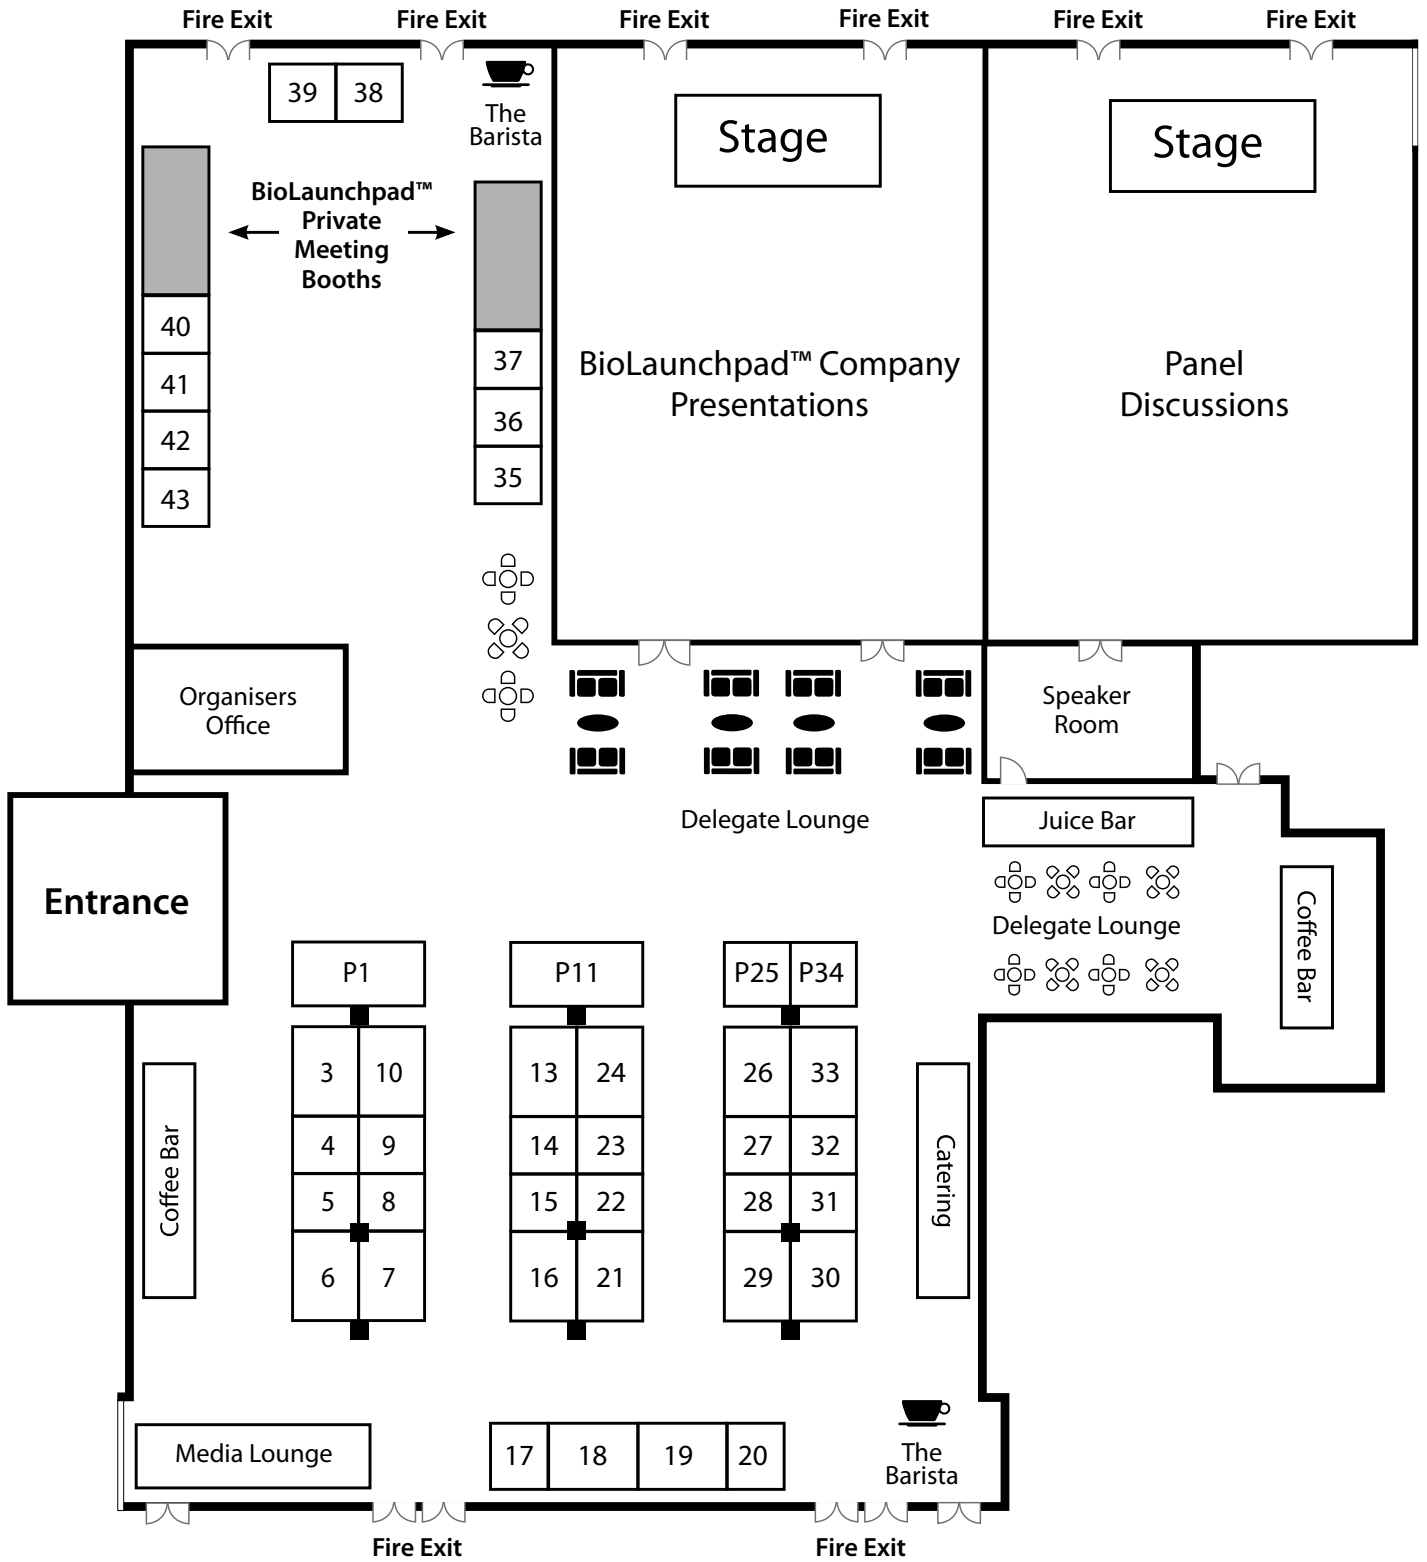 Fire Exit
Fire Exit
Fire Exit
Fire Exit
Fire Exit
Fire Exit
39
38
The
Barista
Stage
Stage
BioLaunchpad™
Private
Meeting
Booths
40
41
42
43
37
36
35
BioLaunchpad™ Company
Presentations
Panel
Discussions
Organisers
Office
Speaker
Room
Delegate Lounge
Juice Bar
Entrance
Delegate Lounge
Coffee Bar
P1
P11
P25
P34
3
10
4
9
5
8
6
7
13
24
14
23
15
22
16
21
26
33
27
32
28
31
29
30
Coffee Bar
Catering
Media Lounge
17
18
19
20
The
Barista
Fire Exit
Fire Exit